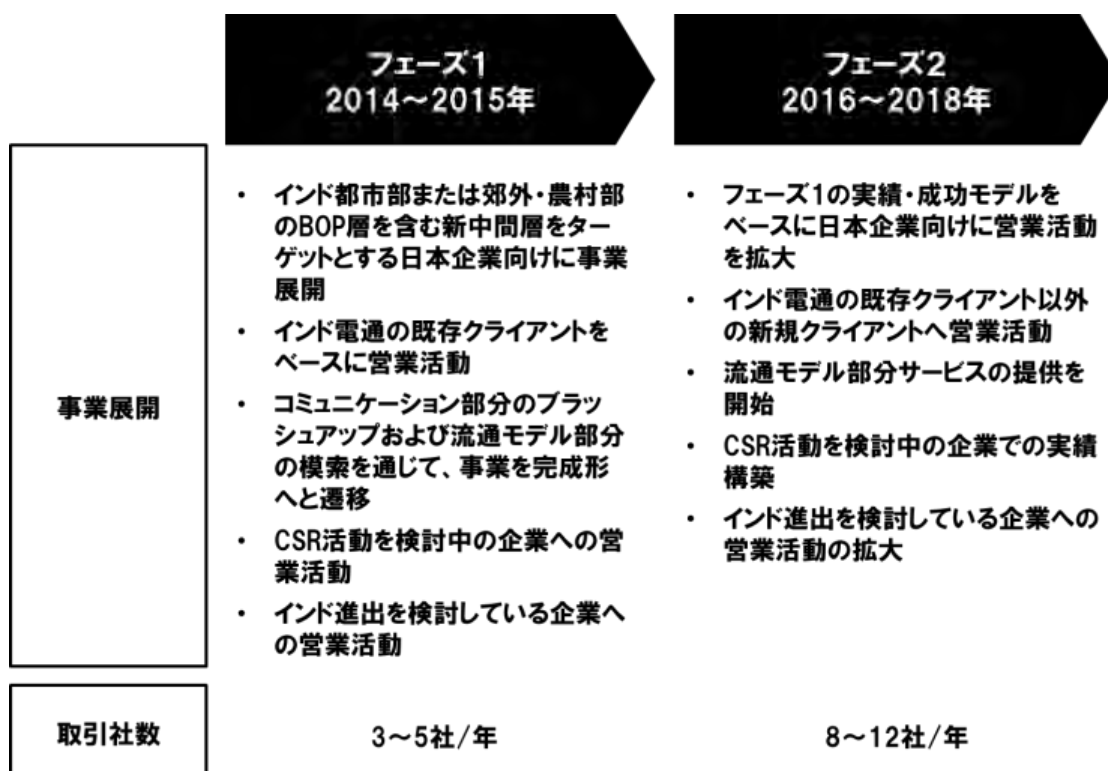 フェーズ1
2014～2015年
フェーズ2
2016～2018年
事業展開
・ インド都市部または郊外・農村部
のBOP層を含む新中間層をター
ゲットとする日本企業向けに事業
展開
・ インド電通の既存クライアントを
ベースに営業活動
・ コミュニケーション部分のブラッ
シュアップおよび流通モデル部分
の模索を通じて、事業を完成形
へと遷移
・ CSR活動を検討中の企業への営
業活動
・ インド進出を検討している企業へ
の営業活動
・ フェーズ1の実績・成功モデルを
ベースに日本企業向けに営業活動
を拡大
・ インド電通の既存クライアント以外
の新規クライアントへ営業活動
・ 流通モデル部分サービスの提供を
開始
・ CSR活動を検討中の企業での実績
構築
・ インド進出を検討している企業への
営業活動の拡大
取引社数
3～5社/年
8～12社/年